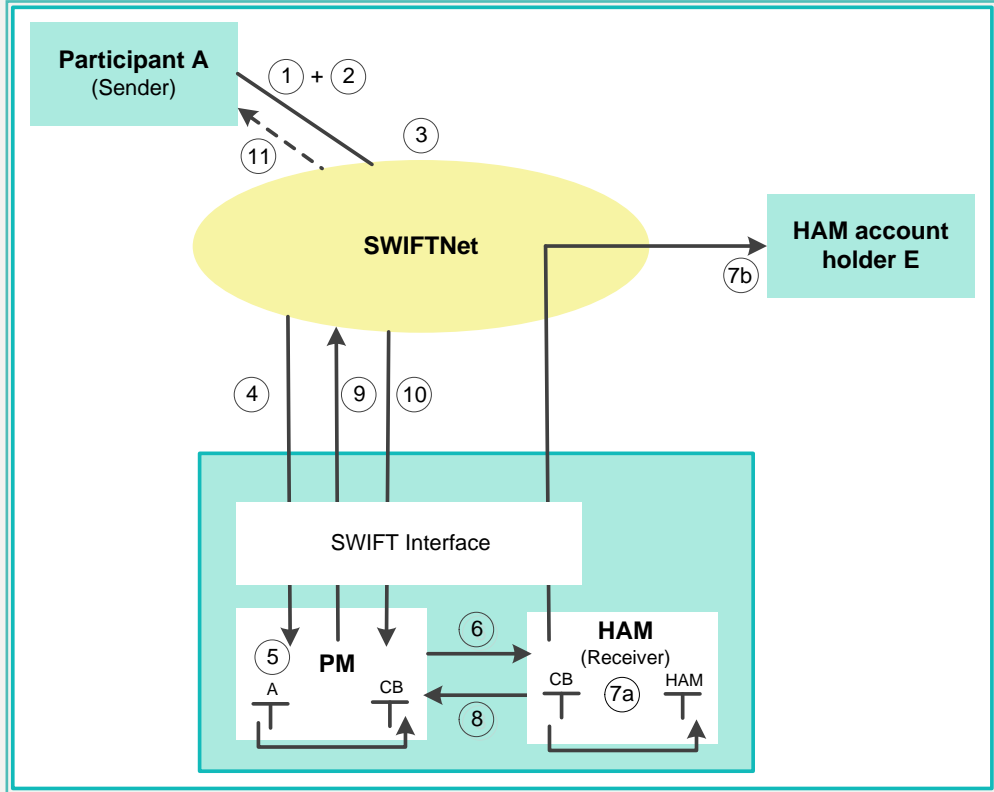 Participant A
(Sender)
1 + 2
3
11
SWIFTNet
HAM account
holder E
7b
4
9
10
SWIFT Interface
5
PM
A
CB
6
8
HAM
(Receiver)
CB
7a
HAM